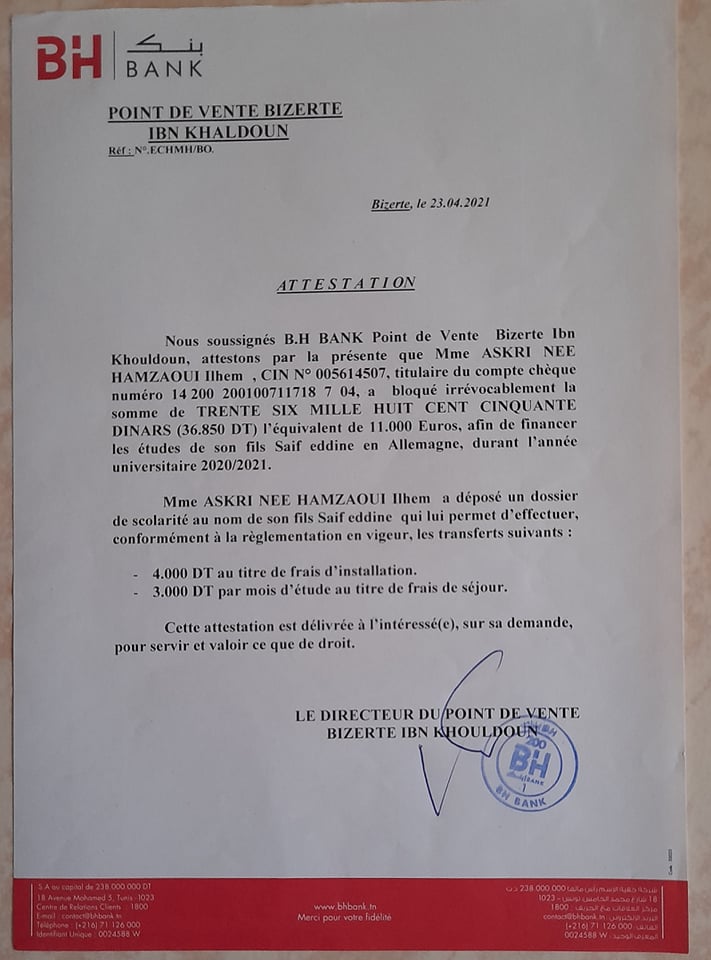 BH
بنك
BANK
POINT DE VENTE BIZERTE
IBN KHALDOUN
Réf : N°.ECHMH/BO.
Bizerte, le 23.04.2021
ATTESTATION
Nous soussignés B.H BANK Point de Vente Bizerte Ibn
Khouldoun, attestons par la présente que Mme ASKRI NEE
HAMZAOUI Ilhem , CIN N° 005614507, titulaire du compte chèque
numéro 14 200 200100711718 7 04, a bloqué irrévocablement la
somme de TRENTE SIX MILLE HUIT CENT CINQUANTE
DINARS (36.850 DT) l'équivalent de 11.000 Euros, afin de financer
les études de son fils Saif eddine en Allemagne, durant l'année
universitaire 2020/2021.
Mme ASKRI NEE HAMZAOUI Ilhem a déposé un dossier
de scolarité au nom de son fils Saif eddine qui lui permet d'effectuer,
conformément à la règlementation en vigueur, les transferts suivants :
- 4.000 DT au titre de frais d'installation.
- 3.000 DT par mois d'étude au titre de frais de séjour.
Cette attestation est délivrée à l'intéressé(e), sur sa demande,
pour servir et valoir ce que de droit.
LE DIRECTEUR DU POINT DE VENTE
BIZERTE IBN KHOULDOUN
200
BH
BANK
1
BH BANK
S.A au capital de 238.000.000 DT
18 Avenue Mohamed 5, Tunis -1023
Centre de Relations Clients : 1800
E-mail : contact@bhbank.tn
Téléphone : (+216) 71 126 000
Identifiant Unique : 0024588 W
www.bhbank.tn
Merci pour votre fidélité
شركة خفية الإسم رأس مالها 238.000.000 د.ت
18 شارع محمد الخامس تونس - 1023
مركز العلاقات مع الحريف : 1800
البريد الإلكتروني : contact@bhbank.tn
الهاتف : 000 126 71 (216+)
المعرف الوحيد : 0024588 W